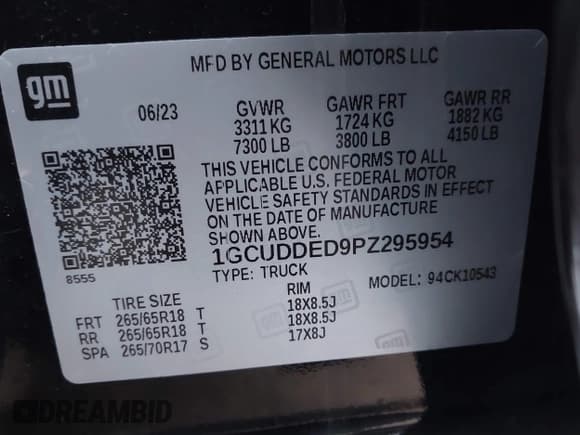 gm
MFD BY GENERAL MOTORS LLC
06/23 GVWR GAWR FRT GAWR RR
3311 KG 1724 KG 1882 KG
7300 LB 3800 LB 4150 LB
THIS VEHICLE CONFORMS TO ALL
APPLICABLE U.S. FEDERAL MOTOR
VEHICLE SAFETY STANDARDS IN EFFECT
ON THE DATE OF MANUFACTURE
SHOWN ABOVE.
8555
1GCUDDED9PZ295954
TYPE: TRUCK MODEL: 94CK10543
TIRE SIZE RIM
FRT 265/65R18 T 18X8.5J
RR 265/65R18 T 18X8.5J
SPA 265/70R17 S 17X8J
DREAMBID